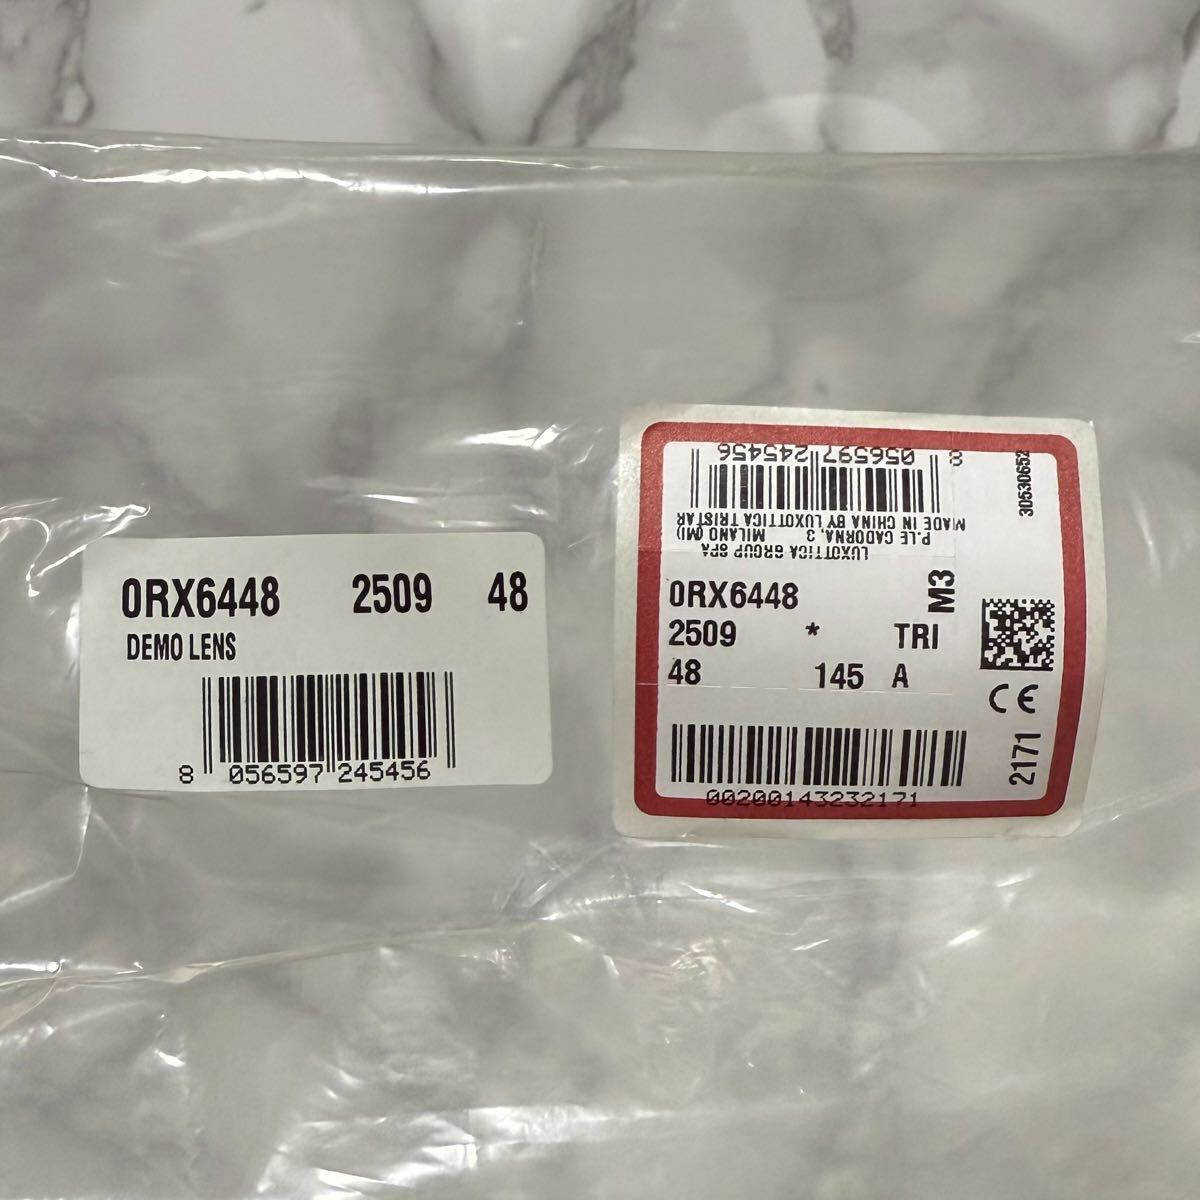 0RX6448 2509 48
DEMO LENS
8 056597 245456
8 056597 245456
MADE IN CHINA BY LUXOTTICA TRISTAR
P.LE CADORNA, 3 MILANO (MI)
LUXOTTICA GROUP SPA
30530652
0RX6448
M3
2509 * TRI
48 145 A
CE
2171
00200143232171